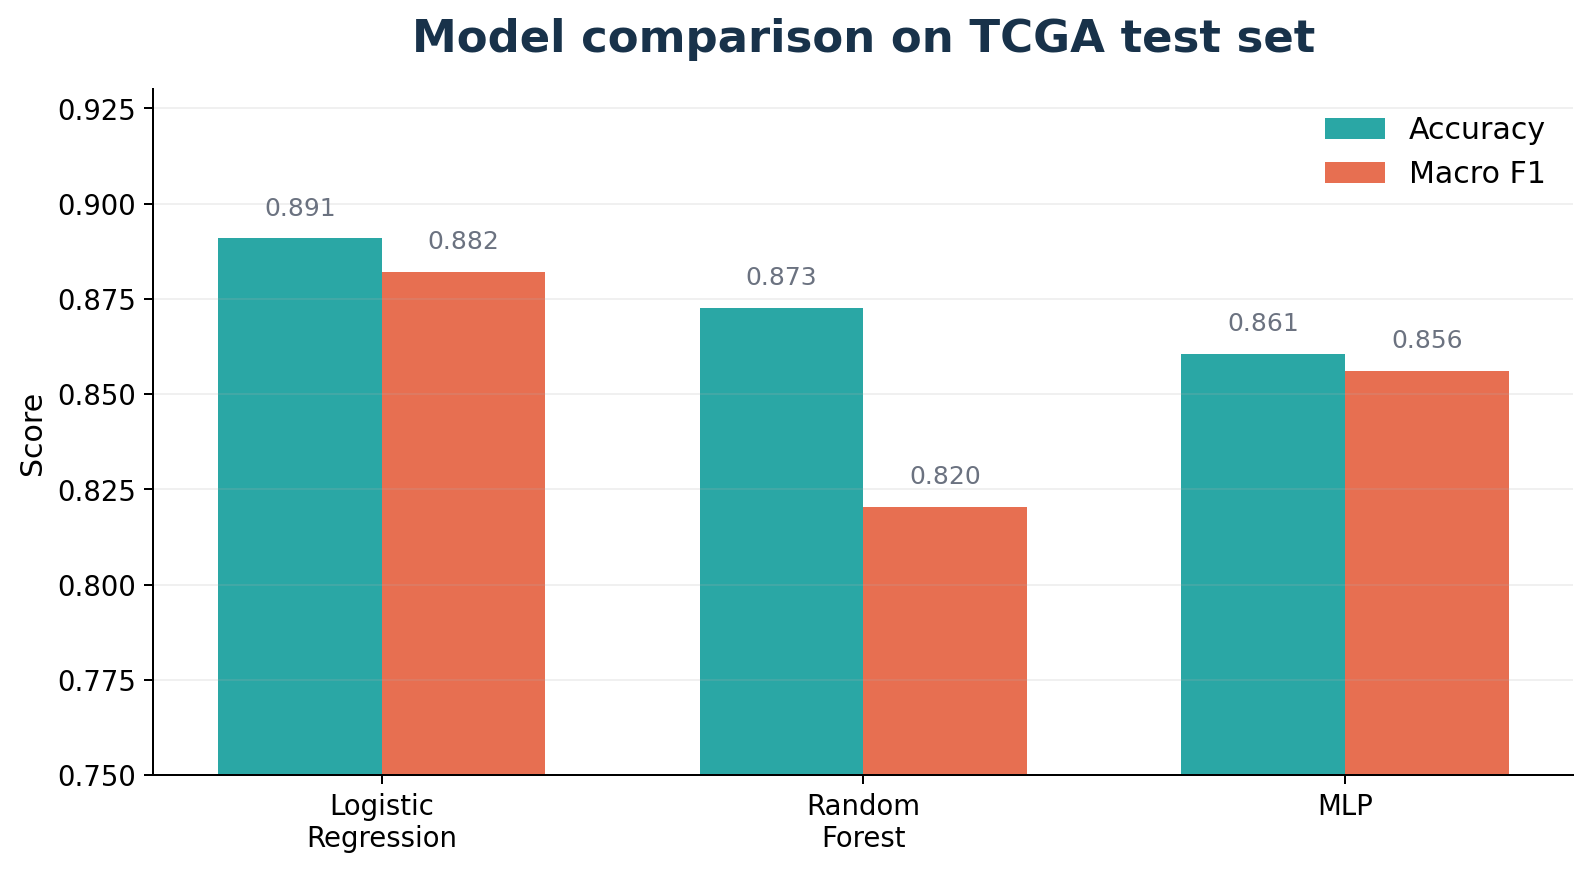 Model comparison on TCGA test set
Accuracy
Macro F1
Score
0.925
0.900
0.875
0.850
0.825
0.800
0.775
0.750
0.891
0.882
0.873
0.820
0.861
0.856
Logistic
Regression
Random
Forest
MLP